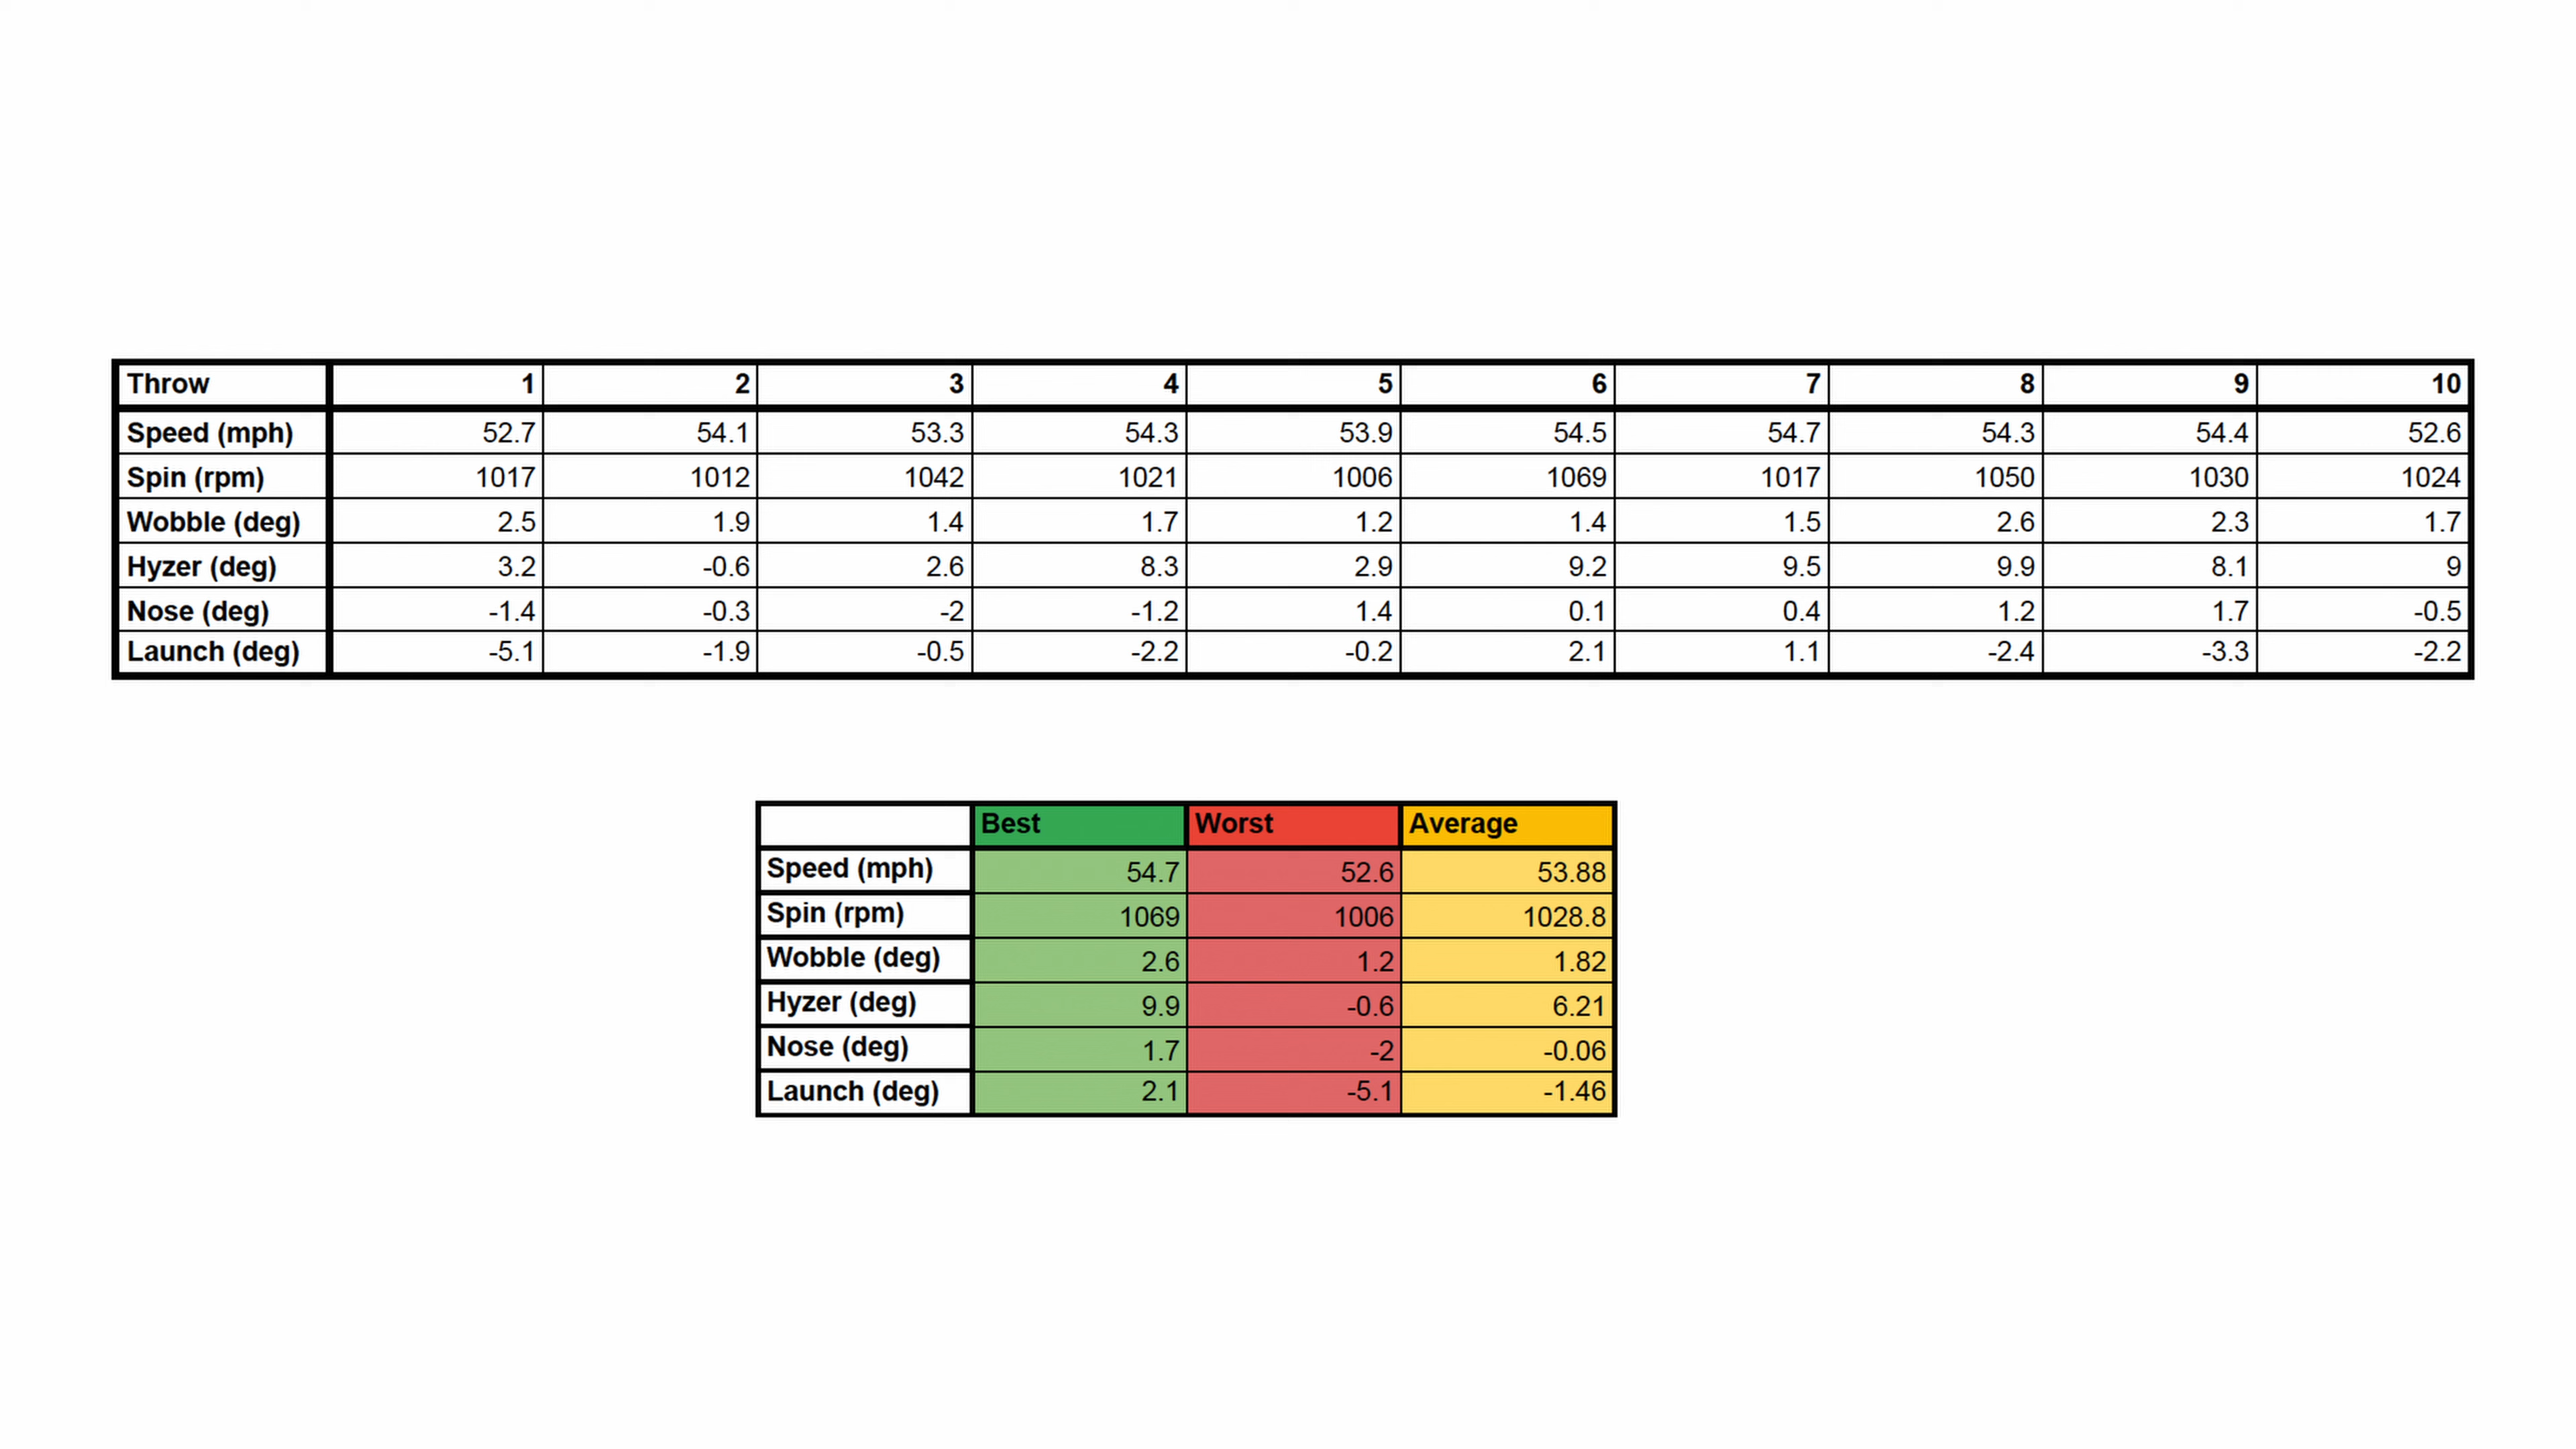 Throw 1 2 3 4 5 6 7 8 9 10
Speed (mph) 52.7 54.1 53.3 54.3 53.9 54.5 54.7 54.3 54.4 52.6
Spin (rpm) 1017 1012 1042 1021 1006 1069 1017 1050 1030 1024
Wobble (deg) 2.5 1.9 1.4 1.7 1.2 1.4 1.5 2.6 2.3 1.7
Hyzer (deg) 3.2 -0.6 2.6 8.3 2.9 9.2 9.5 9.9 8.1 9
Nose (deg) -1.4 -0.3 -2 -1.2 1.4 0.1 0.4 1.2 1.7 -0.5
Launch (deg) -5.1 -1.9 -0.5 -2.2 -0.2 2.1 1.1 -2.4 -3.3 -2.2
Best Worst Average
Speed (mph) 54.7 52.6 53.88
Spin (rpm) 1069 1006 1028.8
Wobble (deg) 2.6 1.2 1.82
Hyzer (deg) 9.9 -0.6 6.21
Nose (deg) 1.7 -2 -0.06
Launch (deg) 2.1 -5.1 -1.46